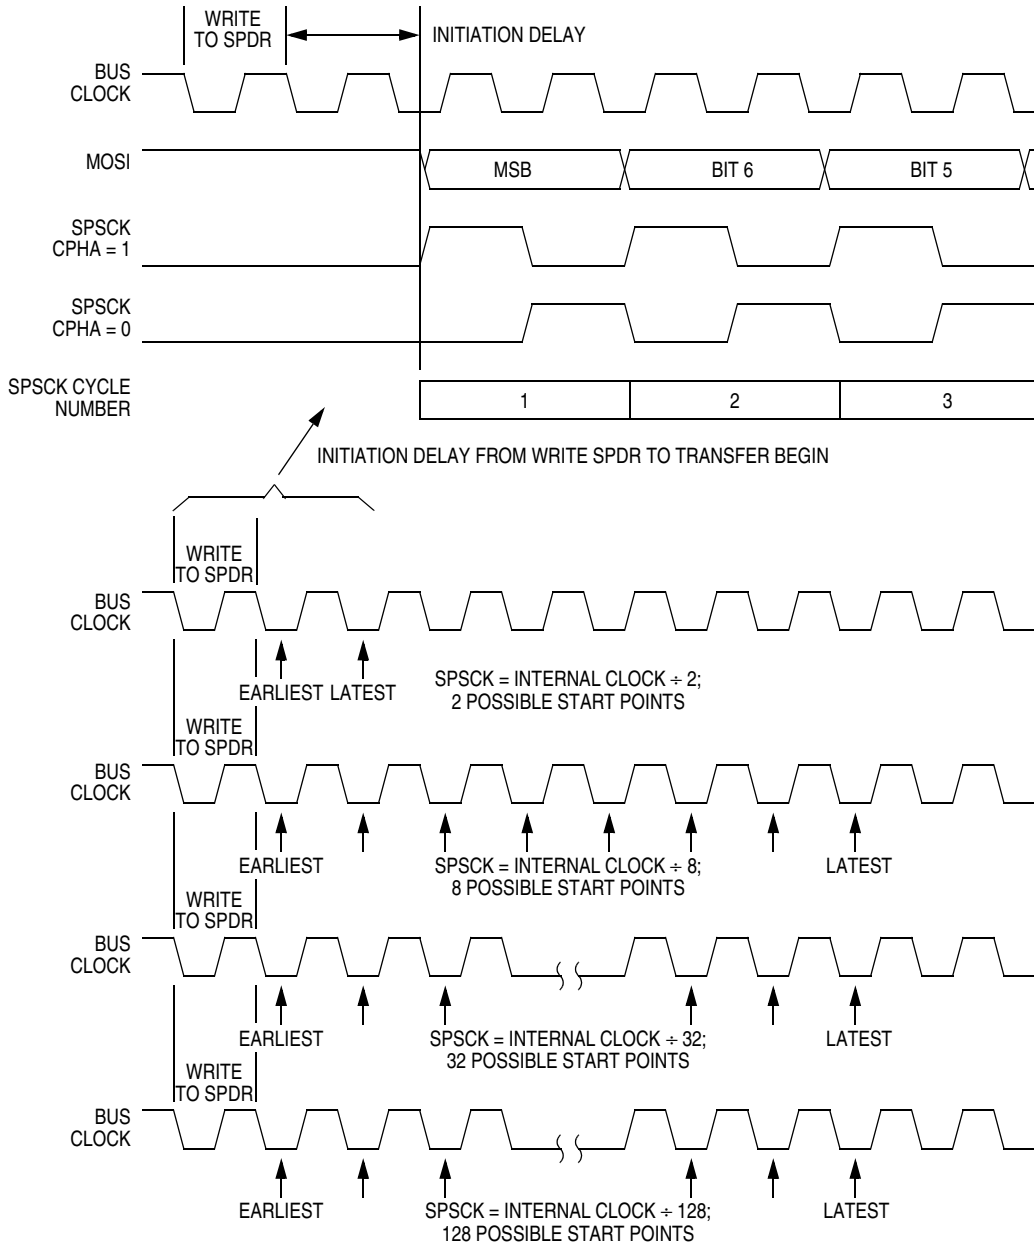 WRITE
TO SPDR
INITIATION DELAY
BUS
CLOCK
MOSI
MSB
BIT 6
BIT 5
SPSCK
CPHA = 1
SPSCK
CPHA = 0
SPSCK CYCLE
NUMBER
1
2
3
INITIATION DELAY FROM WRITE SPDR TO TRANSFER BEGIN
WRITE
TO SPDR
BUS
CLOCK
EARLIEST
LATEST
SPSCK = INTERNAL CLOCK ÷ 2;
2 POSSIBLE START POINTS
WRITE
TO SPDR
BUS
CLOCK
EARLIEST
SPSCK = INTERNAL CLOCK ÷ 8;
8 POSSIBLE START POINTS
LATEST
WRITE
TO SPDR
BUS
CLOCK
EARLIEST
SPSCK = INTERNAL CLOCK ÷ 32;
32 POSSIBLE START POINTS
LATEST
WRITE
TO SPDR
BUS
CLOCK
EARLIEST
SPSCK = INTERNAL CLOCK ÷ 128;
128 POSSIBLE START POINTS
LATEST